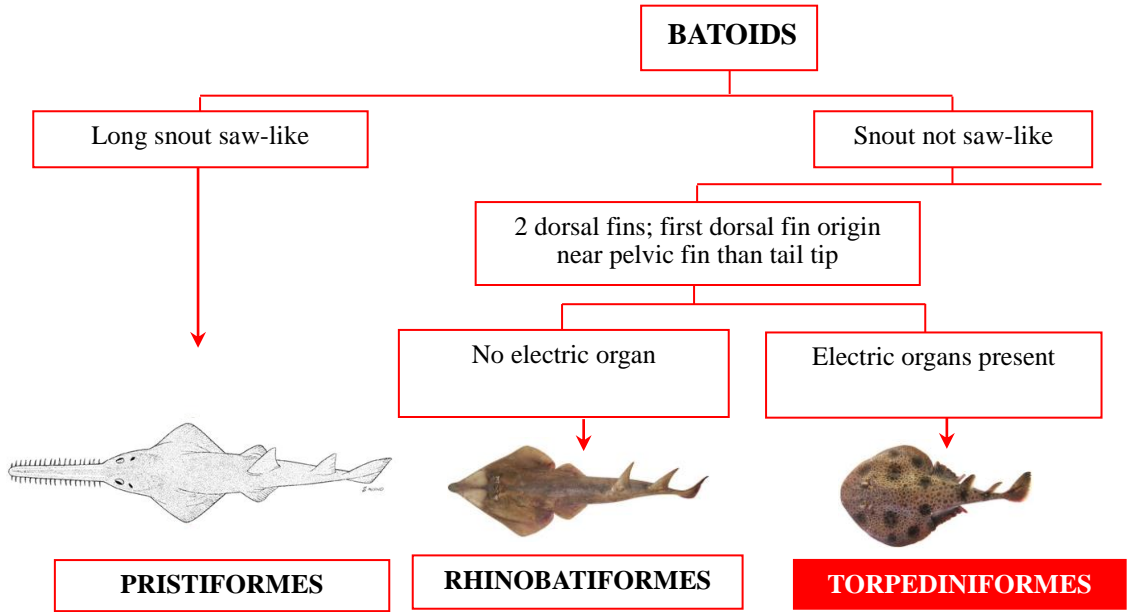 BATOIDS
Long snout saw-like
Snout not saw-like
2 dorsal fins; first dorsal fin origin
near pelvic fin than tail tip
No electric organ
Electric organs present
PRISTIFORMES
RHINOBATIFORMES
TORPEDINIFORMES